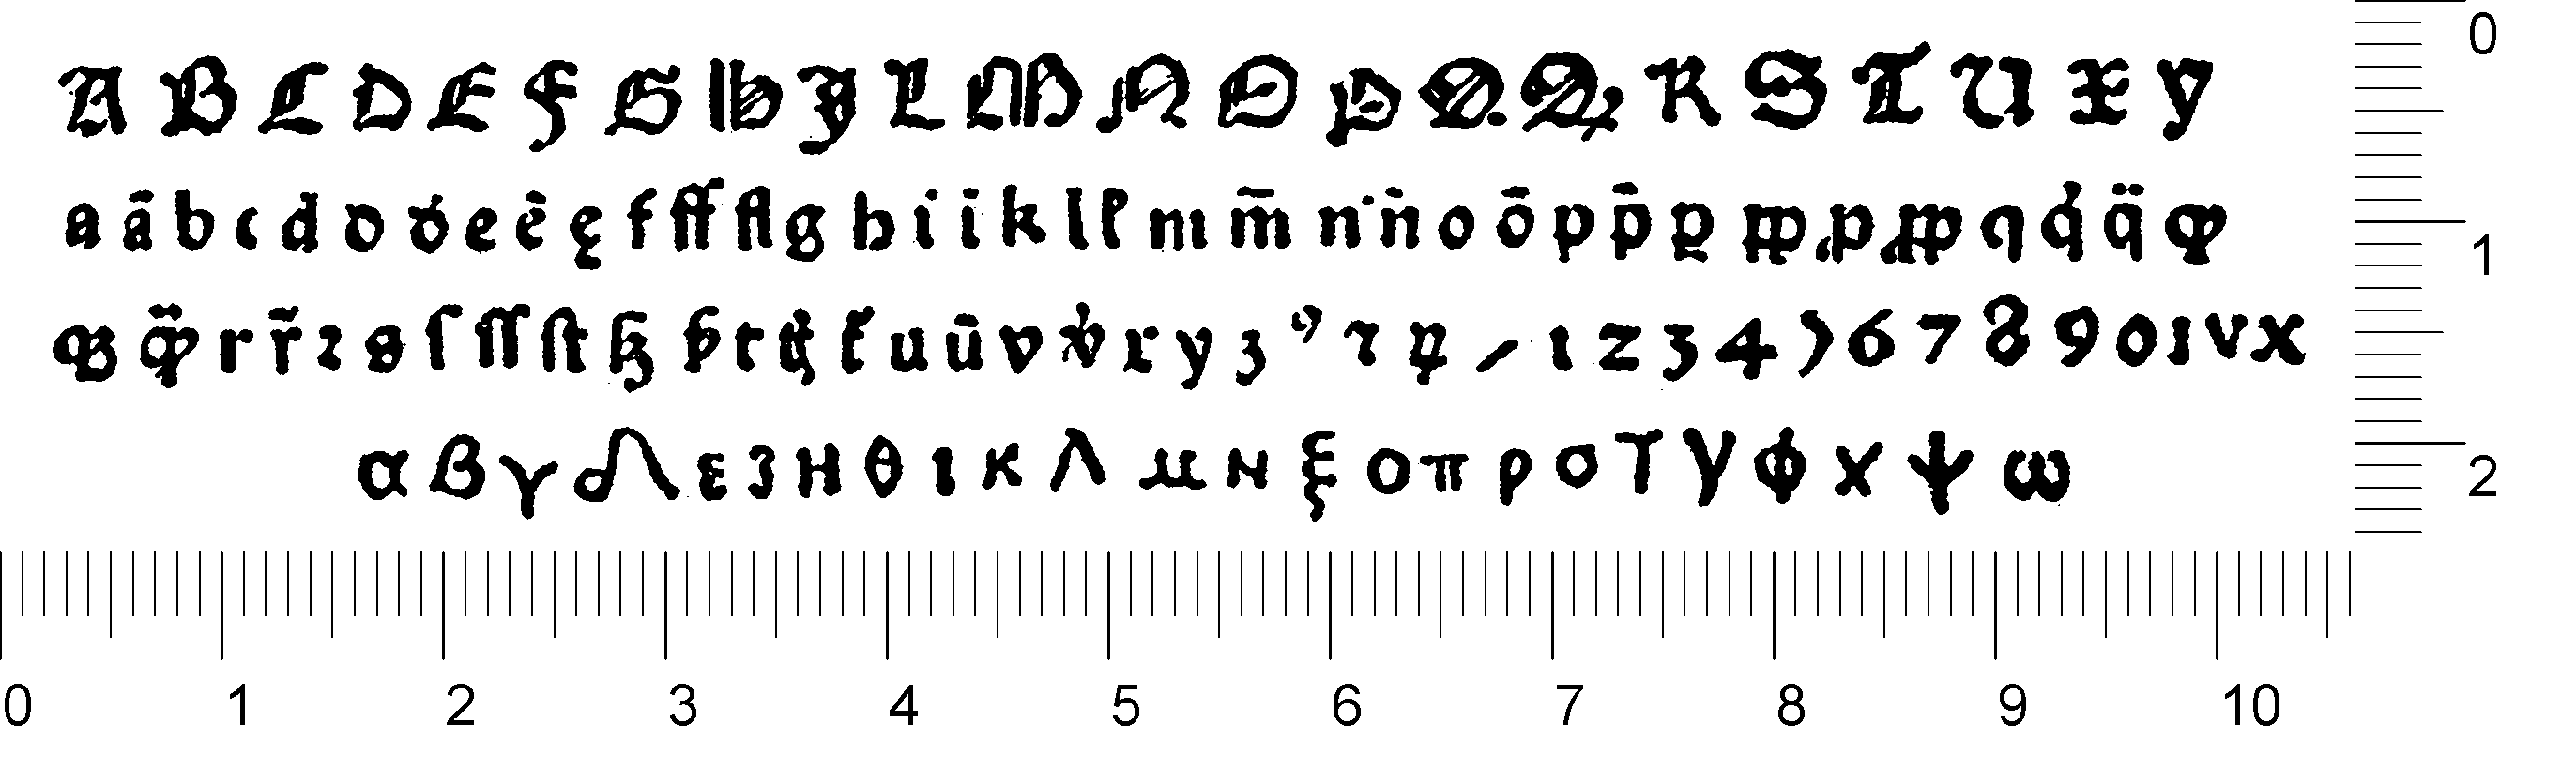 A B C D E F G H I L M N O P Q Q R S T U X Y
a ā b c d d d̾ e ē ę f ff fl g h i ī k l ꝉ m m̄ n n̄ o ō p p̄ ꝑ p̲p ꝓ ꝓp q q̄ q̈
r r̄ ꝛ s ſ ſſ ſt t u ū v x y z ꝰ / 1 2 3 4 5 6 7 8 9 0 I V X
α β γ δ ε ζ η θ ι κ λ μ ν ξ ο π ρ σ τ υ φ χ ψ ω
0
1
2
0 1 2 3 4 5 6 7 8 9 10